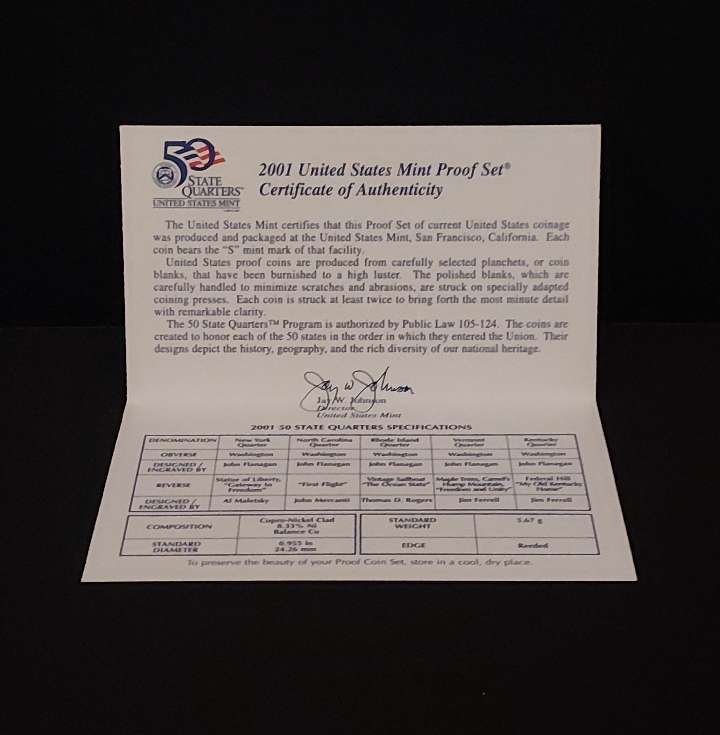 50
STATE
QUARTERS™
UNITED STATES MINT
2001 United States Mint Proof Set®
Certificate of Authenticity
The United States Mint certifies that this Proof Set of current United States coinage
was produced and packaged at the United States Mint, San Francisco, California. Each
coin bears the "S" mint mark of that facility.
United States proof coins are produced from carefully selected planchets, or coin
blanks, that have been burnished to a high luster. The polished blanks, which are
carefully handled to minimize scratches and abrasions, are struck on specially adapted
coining presses. Each coin is struck at least twice to bring forth the most minute detail
with remarkable clarity.
The 50 State Quarters™ Program is authorized by Public Law 105-124. The coins are
created to honor each of the 50 states in the order in which they entered the Union. Their
designs depict the history, geography, and the rich diversity of our national heritage.
Jay W Johnson
Jay W. Johnson
Director
United States Mint
2001 50 STATE QUARTERS SPECIFICATIONS
DENOMINATION New York Quarter North Carolina Quarter Rhode Island Quarter Vermont Quarter Kentucky Quarter
OBVERSE Washington Washington Washington Washington Washington
DESIGNED / ENGRAVED BY John Flanagan John Flanagan John Flanagan John Flanagan John Flanagan
REVERSE Statue of Liberty, "Gateway to Freedom" "First Flight" Vintage Sailboat "The Ocean State" Maple Trees, Camel's Hump Mountain, "Freedom and Unity" Federal Hill "My Old Kentucky Home"
DESIGNED / ENGRAVED BY Al Maletsky John Mercanti Thomas D. Rogers Jim Ferrell Jim Ferrell
COMPOSITION Cupro-Nickel Clad 8.33% Ni Balance Cu STANDARD WEIGHT 5.67 g
STANDARD DIAMETER 0.955 in 24.26 mm EDGE Reeded
To preserve the beauty of your Proof Coin Set, store in a cool, dry place.